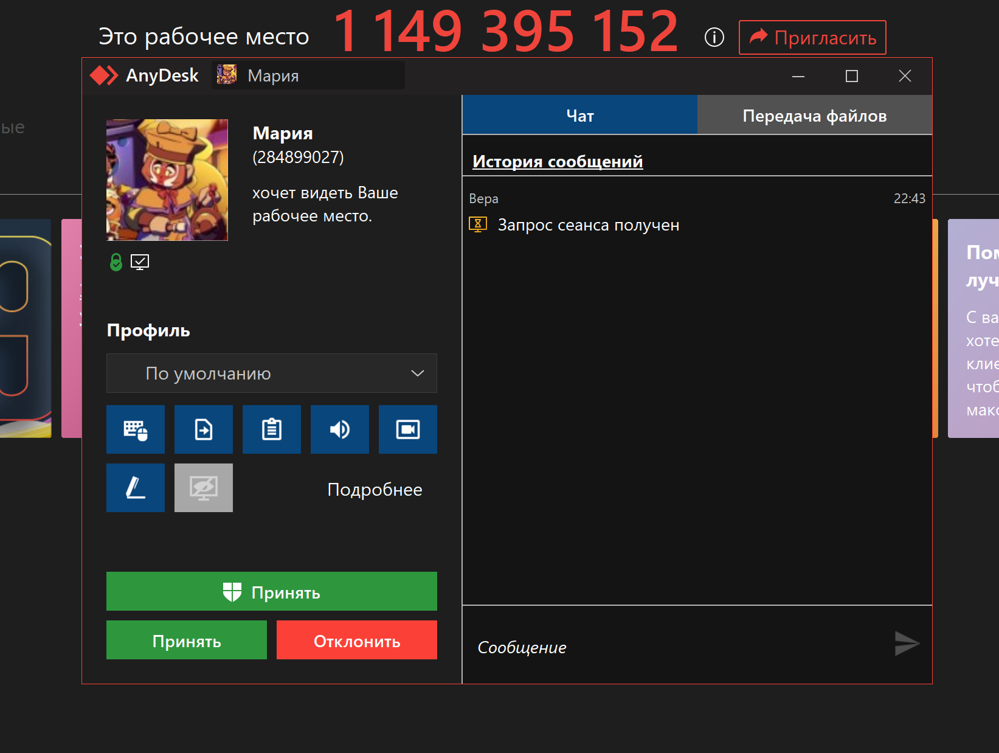 Это рабочее место
1 149 395 152
Пригласить
AnyDesk
Мария
ые
Мария
(284899027)
хочет видеть Ваше
рабочее место.
Профиль
По умолчанию
Подробнее
Принять
Принять
Отклонить
Чат
Передача файлов
История сообщений
Вера
22:43
Запрос сеанса получен
Сообщение
Пом
луч
С ва
хоте
клие
чтоб
мако